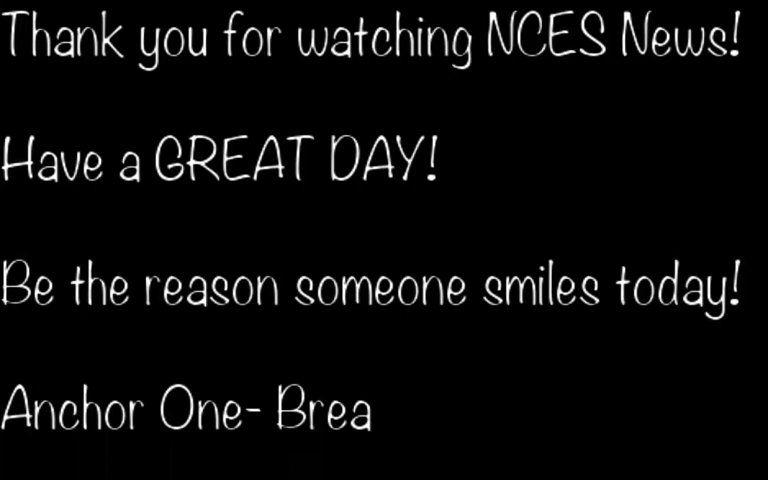 Thank you for watching NCES News!
Have a GREAT DAY!
Be the reason someone smiles today!
Anchor One- Brea